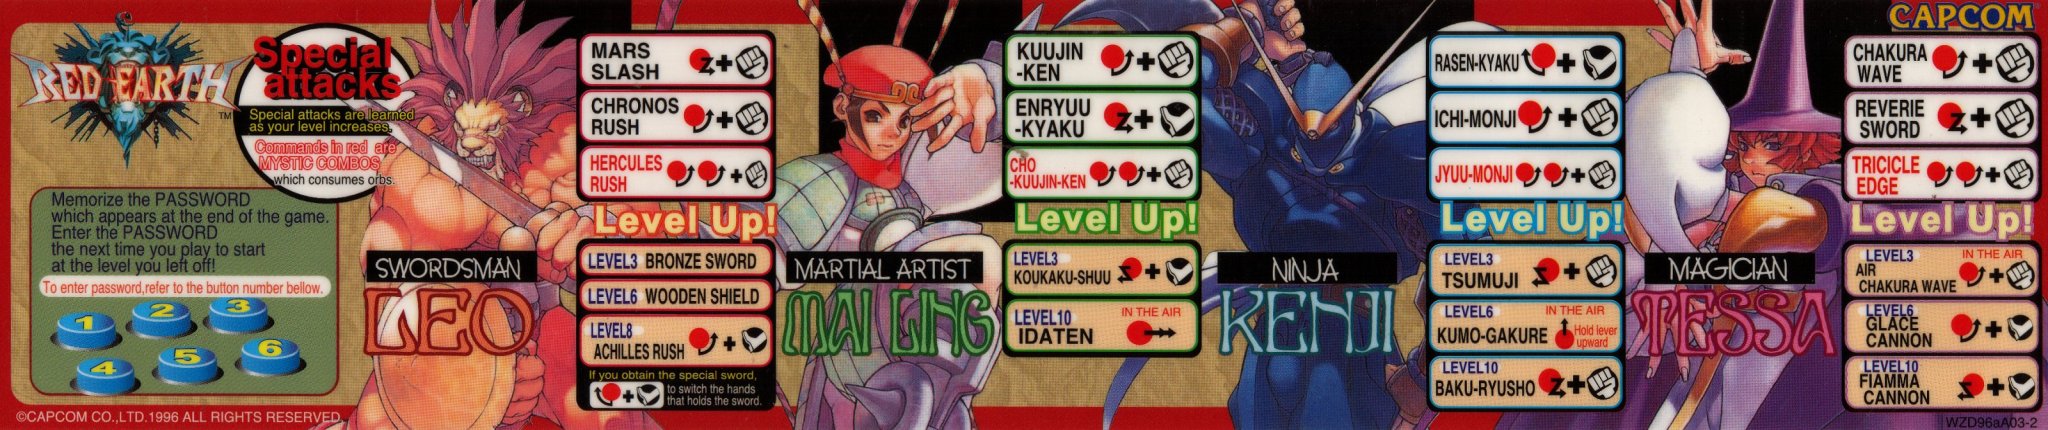 RED EARTH
TM
Special
attacks
Special attacks are learned
as your level increases.
Commands in red are
MYSTIC COMBOS
which consumes orbs.
Memorize the PASSWORD
which appears at the end of the game.
Enter the PASSWORD
the next time you play to start
at the level you left off!
To enter password,refer to the button number bellow.
1 2 3
4 5 6
©CAPCOM CO.,LTD.1996 ALL RIGHTS RESERVED.
SWORDSMAN
LEO
MARS
SLASH
CHRONOS
RUSH
HERCULES
RUSH
Level Up!
LEVEL3 BRONZE SWORD
LEVEL6 WOODEN SHIELD
LEVEL8
ACHILLES RUSH
If you obtain the special sword,
to switch the hands
that holds the sword.
MARTIAL ARTIST
MAI LING
KUUJIN
-KEN
ENRYUU
-KYAKU
CHO
-KUUJIN-KEN
Level Up!
LEVEL3
KOUKAKU-SHUU
LEVEL10 IN THE AIR
IDATEN
NINJA
KENJI
RASEN-KYAKU
ICHI-MONJI
JYUU-MONJI
Level Up!
LEVEL3
TSUMUJI
LEVEL6 IN THE AIR
KUMO-GAKURE
Hold lever
upward
LEVEL10
BAKU-RYUSHO
MAGICIAN
TESSA
CAPCOM
CHAKURA
WAVE
REVERIE
SWORD
TRICICLE
EDGE
Level Up!
LEVEL3 IN THE AIR
AIR
CHAKURA WAVE
LEVEL6
GLACE
CANNON
LEVEL10
FIAMMA
CANNON
WZD96aA03-2